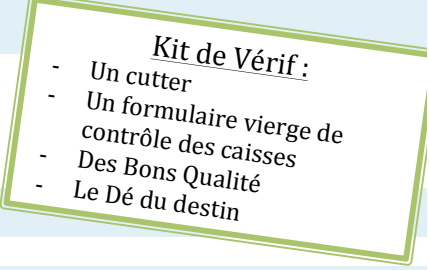 Kit de Vérif :
- Un cutter
- Un formulaire vierge de
contrôle des caisses
- Des Bons Qualité
- Le Dé du destin